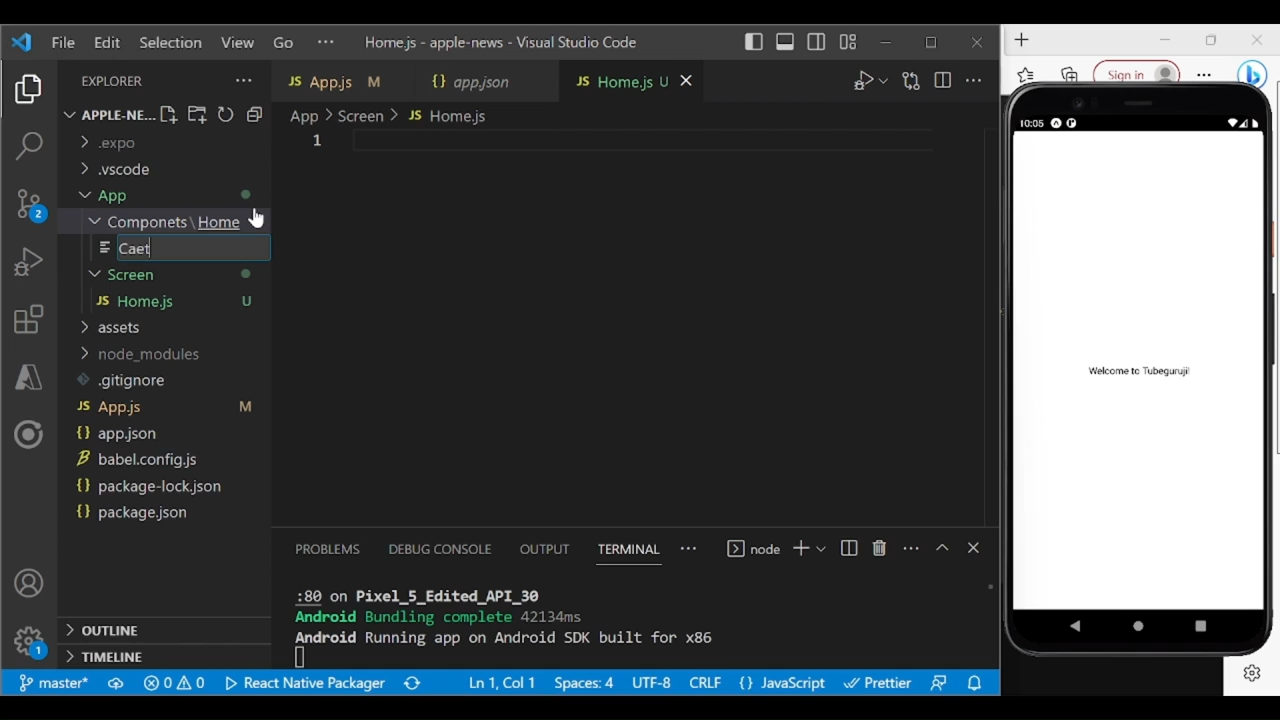 File Edit Selection View Go ··· Home.js - apple-news - Visual Studio Code
EXPLORER ···
APPLE-NE...
.expo
.vscode
App
Componets\Home
Caet
Screen
Home.js U
assets
node_modules
.gitignore
App.js M
app.json
babel.config.js
package-lock.json
package.json
OUTLINE
TIMELINE
2
1
App.js M
app.json
Home.js U
App > Screen > Home.js
1
PROBLEMS DEBUG CONSOLE OUTPUT TERMINAL ··· node
:80 on Pixel_5_Edited_API_30
Android Bundling complete 42134ms
Android Running app on Android SDK built for x86
master* 0 0 React Native Packager Ln 1, Col 1 Spaces: 4 UTF-8 CRLF {} JavaScript Prettier
Sign in
10:05
Welcome to Tubeguruji!